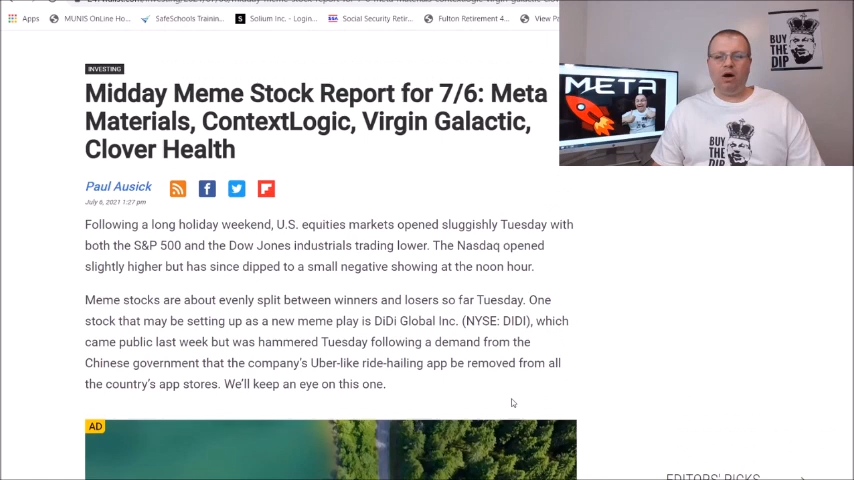 Apps
MUNIS OnLine Ho...
SafeSchools Trainin...
S
Solium Inc. - Login...
SSA
Social Security Retir...
Fulton Retirement 4...
View Pa
INVESTING
Midday Meme Stock Report for 7/6: Meta
Materials, ContextLogic, Virgin Galactic,
Clover Health
Paul Ausick
July 6, 2021 1:27 pm
Following a long holiday weekend, U.S. equities markets opened sluggishly Tuesday with
both the S&P 500 and the Dow Jones industrials trading lower. The Nasdaq opened
slightly higher but has since dipped to a small negative showing at the noon hour.
Meme stocks are about evenly split between winners and losers so far Tuesday. One
stock that may be setting up as a new meme play is DiDi Global Inc. (NYSE: DIDI), which
came public last week but was hammered Tuesday following a demand from the
Chinese government that the company's Uber-like ride-hailing app be removed from all
the country's app stores. We'll keep an eye on this one.
AD
EDITORS' PICKS
META
BUY
THE
DIP
BUY
THE
DIP